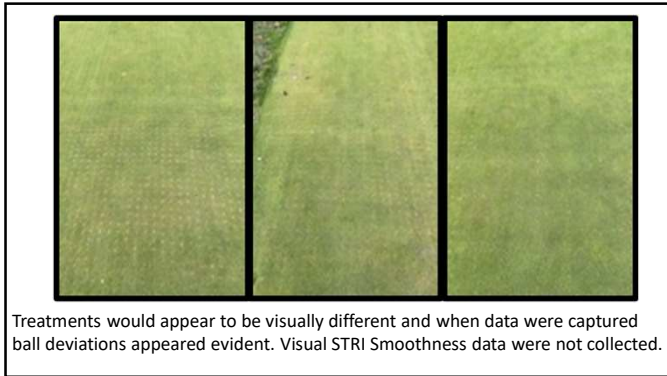 Treatments would appear to be visually different and when data were captured
ball deviations appeared evident. Visual STRI Smoothness data were not collected.